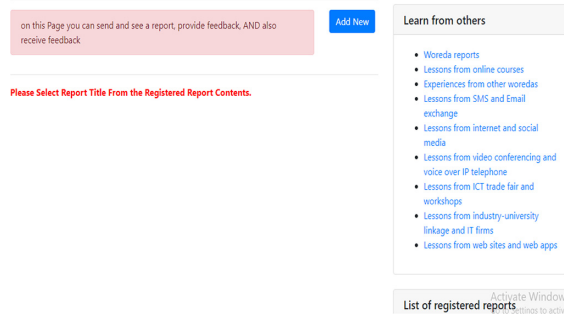 on this Page you can send and see a report, provide feedback, AND also
receive feedback
Add New
Please Select Report Title From the Registered Report Contents.
Learn from others
Woreda reports
Lessons from online courses
Experiences from other woredas
Lessons from SMS and Email
exchange
Lessons from internet and social
media
Lessons from video conferencing and
voice over IP telephone
Lessons from ICT trade fair and
workshops
Lessons from industry-university
linkage and IT firms
Lessons from web sites and web apps
Activate Window
List of registered reports
to Settings to activ